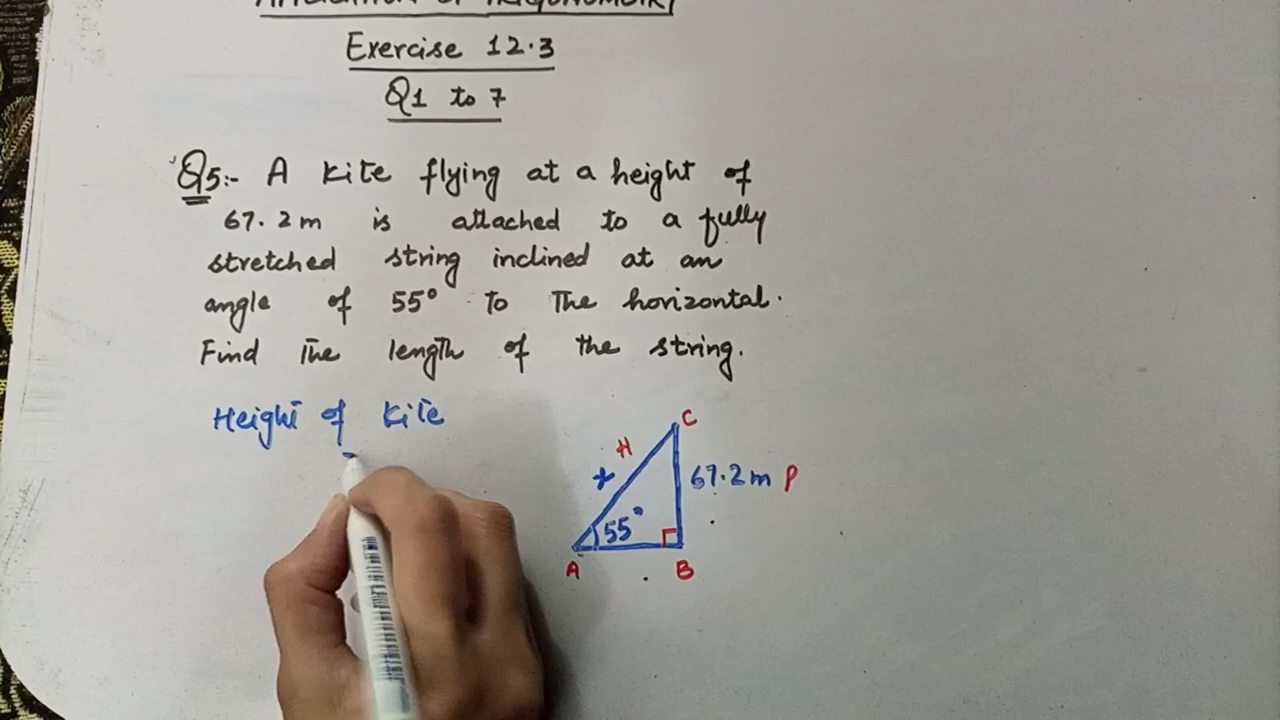 Exercise 12.3
Q1 to 7
Q5:- A kite flying at a height of
67.2m is attached to a fully
stretched string inclined at an
angle of 55° to the horizontal.
Find the length of the string.
Height of kite
C
H
x
67.2m P
55°
A
B